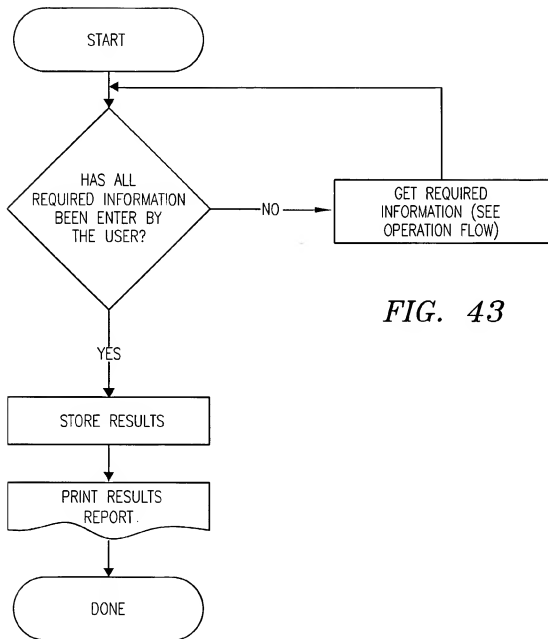 START
HAS ALL
REQUIRED INFORMATION
BEEN ENTER BY
THE USER?
NO
GET REQUIRED
INFORMATION (SEE
OPERATION FLOW)
FIG. 43
YES
STORE RESULTS
PRINT RESULTS
REPORT.
DONE